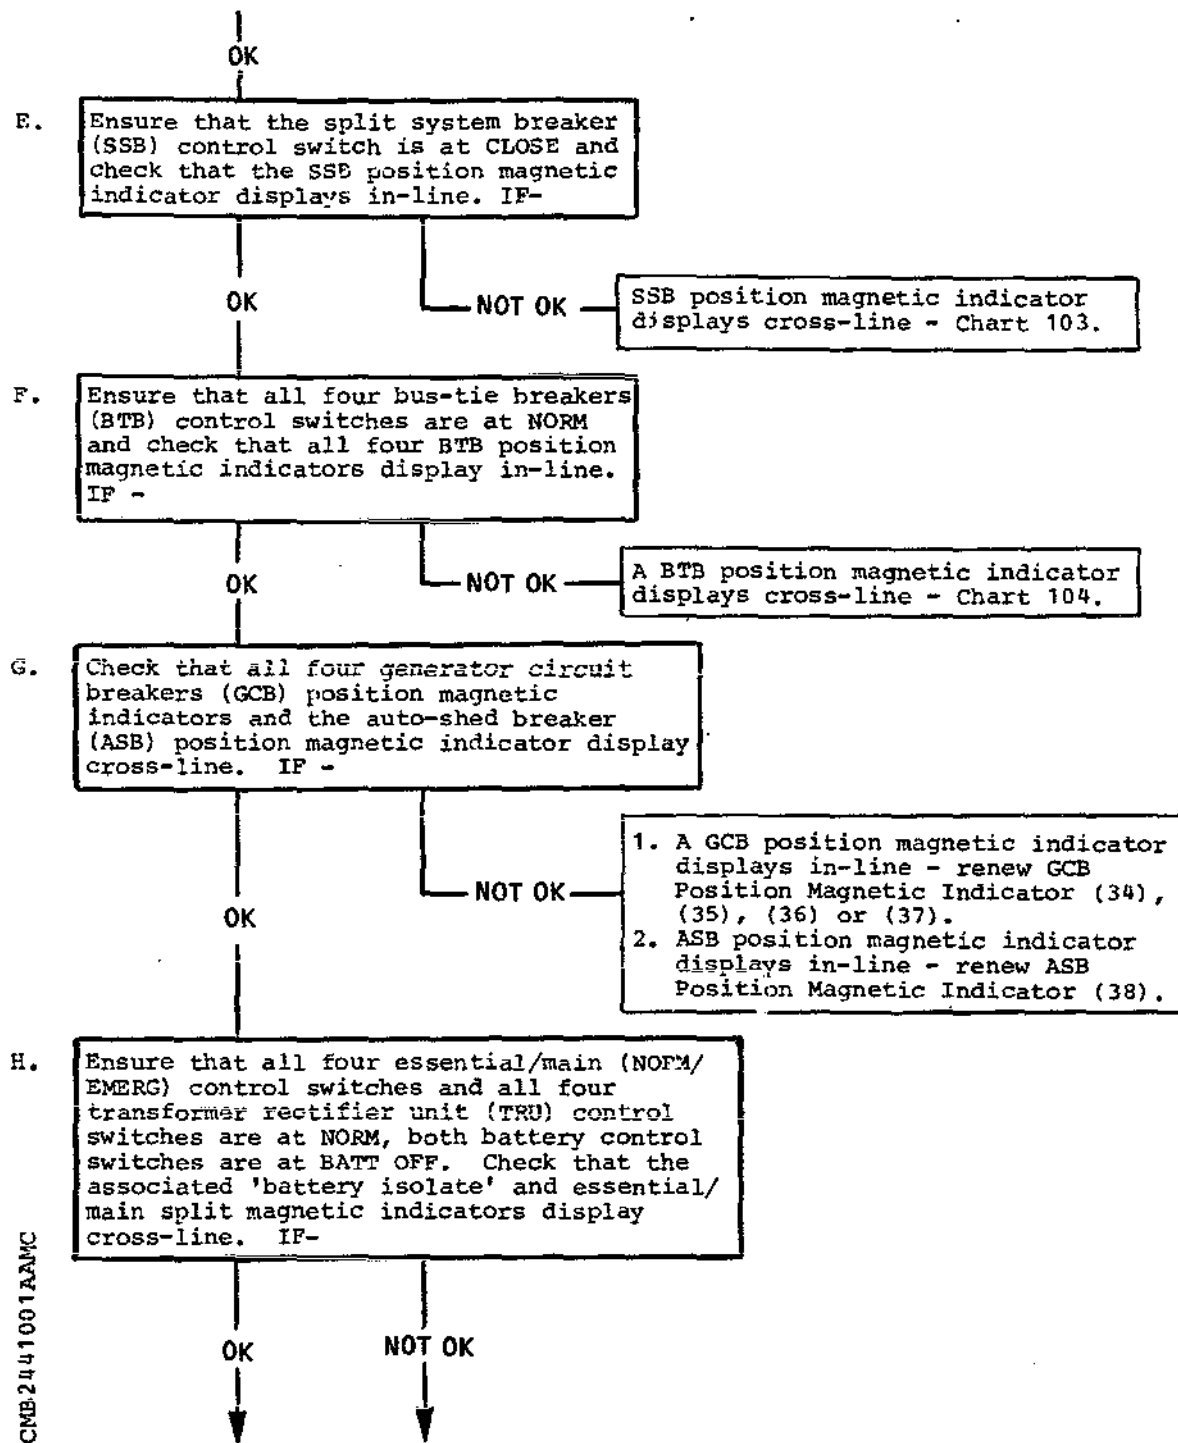 OK
E.
Ensure that the split system breaker
(SSB) control switch is at CLOSE and
check that the SSB position magnetic
indicator displays in-line. IF-
OK
NOT OK
SSB position magnetic indicator
displays cross-line - Chart 103.
F.
Ensure that all four bus-tie breakers
(BTB) control switches are at NORM
and check that all four BTB position
magnetic indicators display in-line.
IF -
OK
NOT OK
A BTB position magnetic indicator
displays cross-line - Chart 104.
G.
Check that all four generator circuit
breakers (GCB) position magnetic
indicators and the auto-shed breaker
(ASB) position magnetic indicator display
cross-line. IF -
OK
NOT OK
1. A GCB position magnetic indicator
displays in-line - renew GCB
Position Magnetic Indicator (34),
(35), (36) or (37).
2. ASB position magnetic indicator
displays in-line - renew ASB
Position Magnetic Indicator (38).
H.
Ensure that all four essential/main (NORM/
EMERG) control switches and all four
transformer rectifier unit (TRU) control
switches are at NORM, both battery control
switches are at BATT OFF. Check that the
associated 'battery isolate' and essential/
main split magnetic indicators display
cross-line. IF-
OK
NOT OK
CMB2441001AAMC